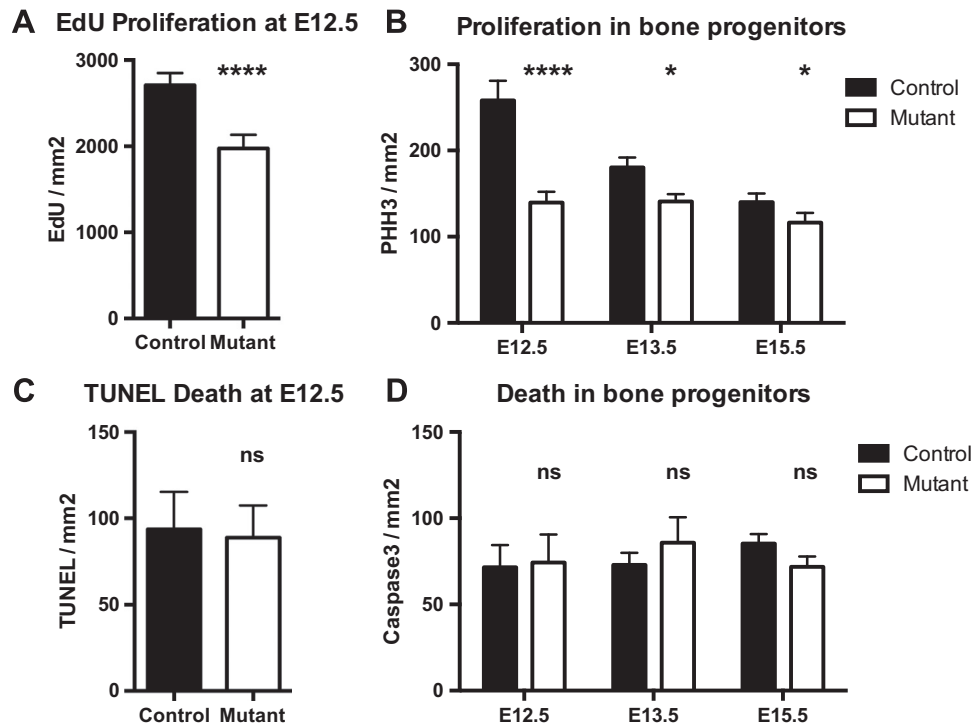 A EdU Proliferation at E12.5
EdU / mm2
3000
2000
1000
0
****
Control Mutant
B Proliferation in bone progenitors
PHH3 / mm2
300
200
100
0
**** * *
E12.5 E13.5 E15.5
Control
Mutant
C TUNEL Death at E12.5
TUNEL / mm2
150
100
50
0
ns
Control Mutant
D Death in bone progenitors
Caspase3 / mm2
150
100
50
0
ns ns ns
E12.5 E13.5 E15.5
Control
Mutant